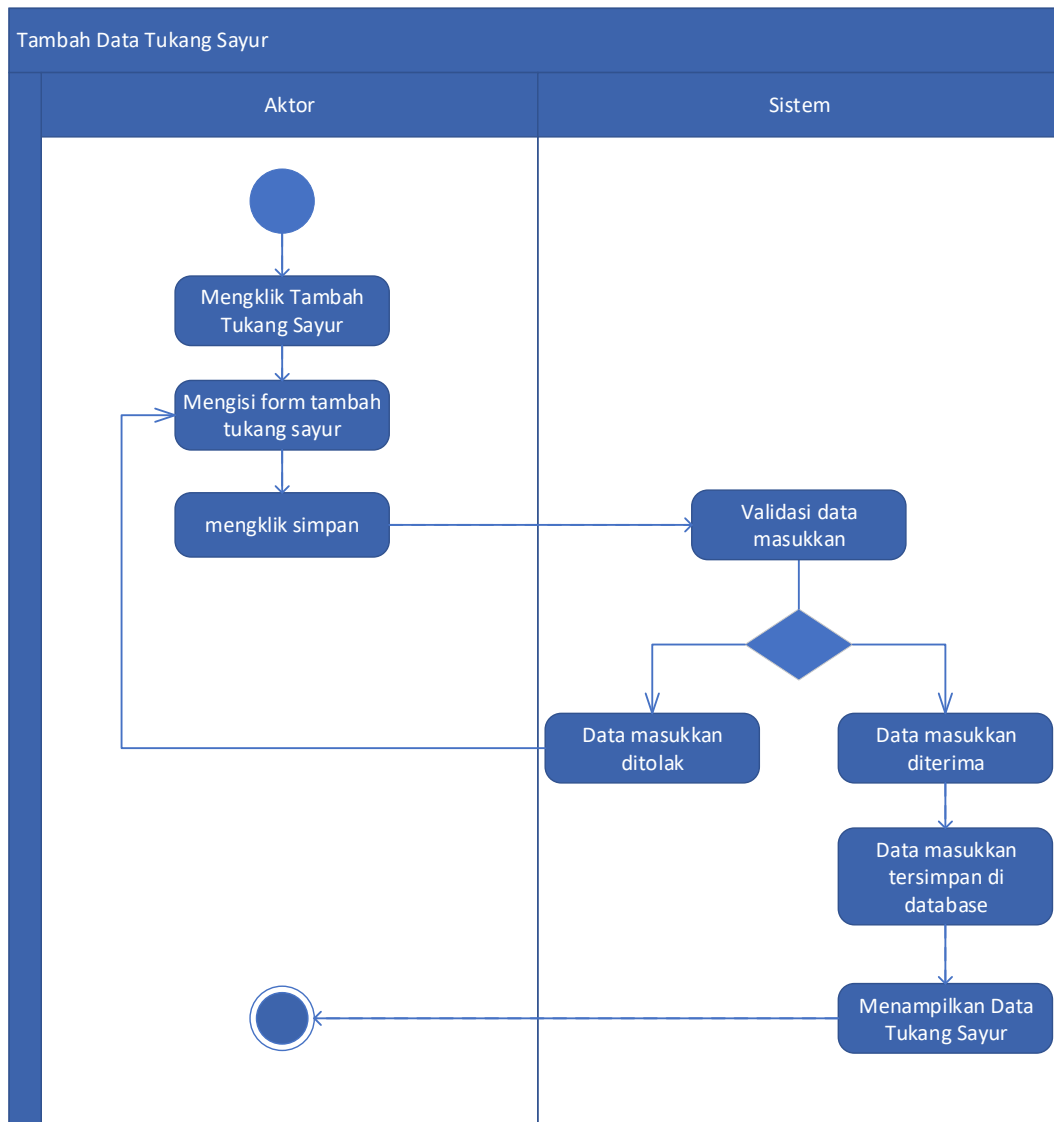 Tambah Data Tukang Sayur
Aktor
Sistem
Mengklik Tambah
Tukang Sayur
Mengisi form tambah
tukang sayur
mengklik simpan
Validasi data
masukkan
Data masukkan
ditolak
Data masukkan
diterima
Data masukkan
tersimpan di
database
Menampilkan Data
Tukang Sayur